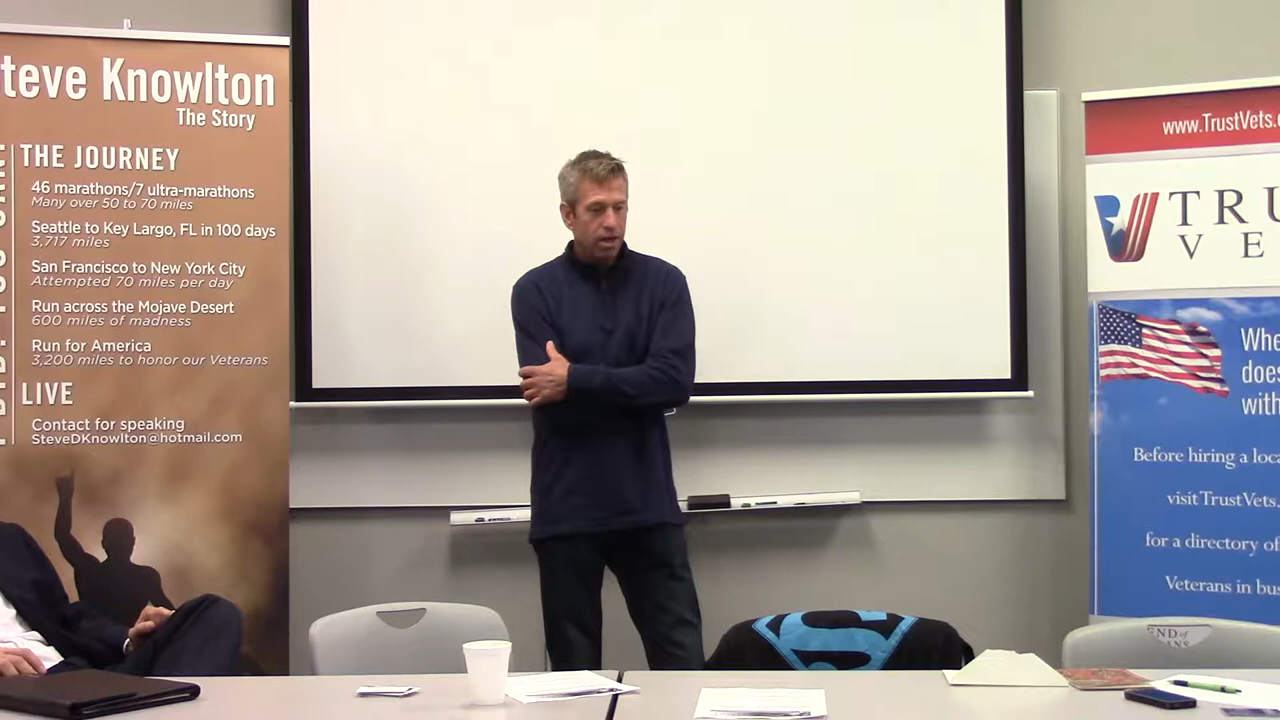 teve Knowlton
The Story
THE JOURNEY
46 marathons/7 ultra-marathons
Many over 50 to 70 miles
Seattle to Key Largo, FL in 100 days
3,717 miles
San Francisco to New York City
Attempted 70 miles per day
Run across the Mojave Desert
600 miles of madness
Run for America
3,200 miles to honor our Veterans
LIVE
Contact for speaking
SteveDKnowlton@hotmail.com
www.TrustVets.
TRU
VE
Whe
does
with
Before hiring a loca
visit TrustVets.
for a directory of
Veterans in bus
S